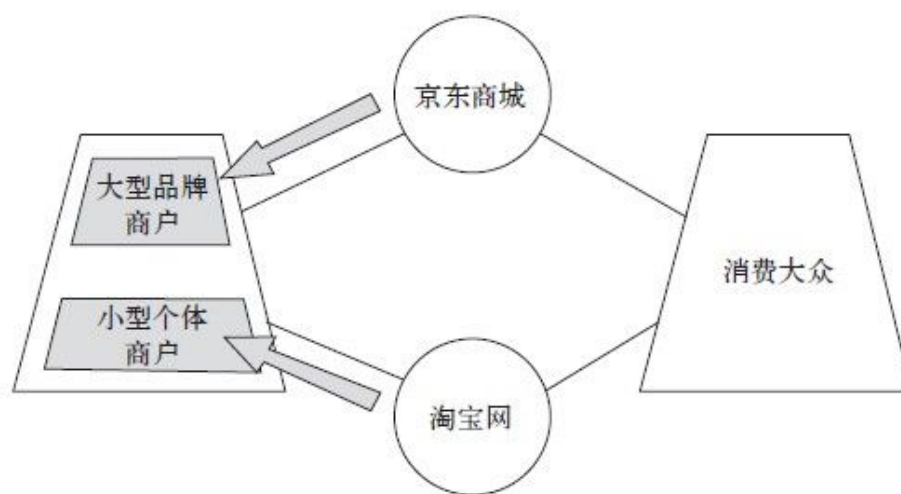 京东商城
大型品牌
商户
消费大众
小型个体
商户
淘宝网